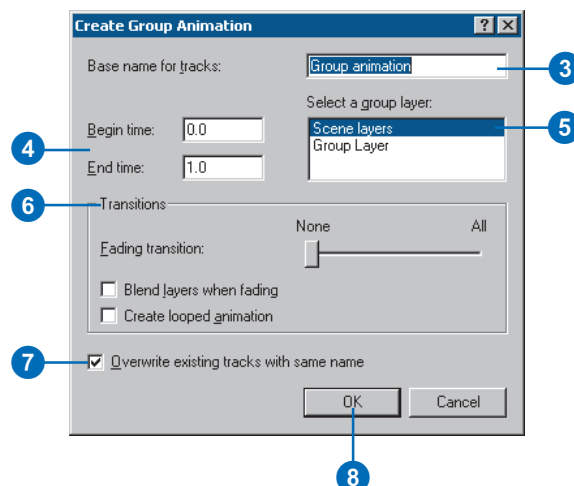 Create Group Animation ? X
Base name for tracks: Group animation 3
Select a group layer:
4 Begin time: 0.0 Scene layers 5
Group Layer
End time: 1.0
6 Transitions
None All
Fading transition:
Blend layers when fading
Create looped animation
7 Overwrite existing tracks with same name
OK Cancel
8